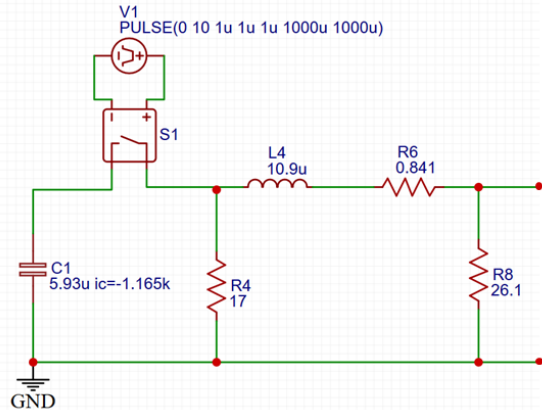 V1
PULSE(0 10 1u 1u 1u 1000u 1000u)
S1
L4
10.9u
R6
0.841
C1
5.93u ic=-1.165k
R4
17
R8
26.1
GND